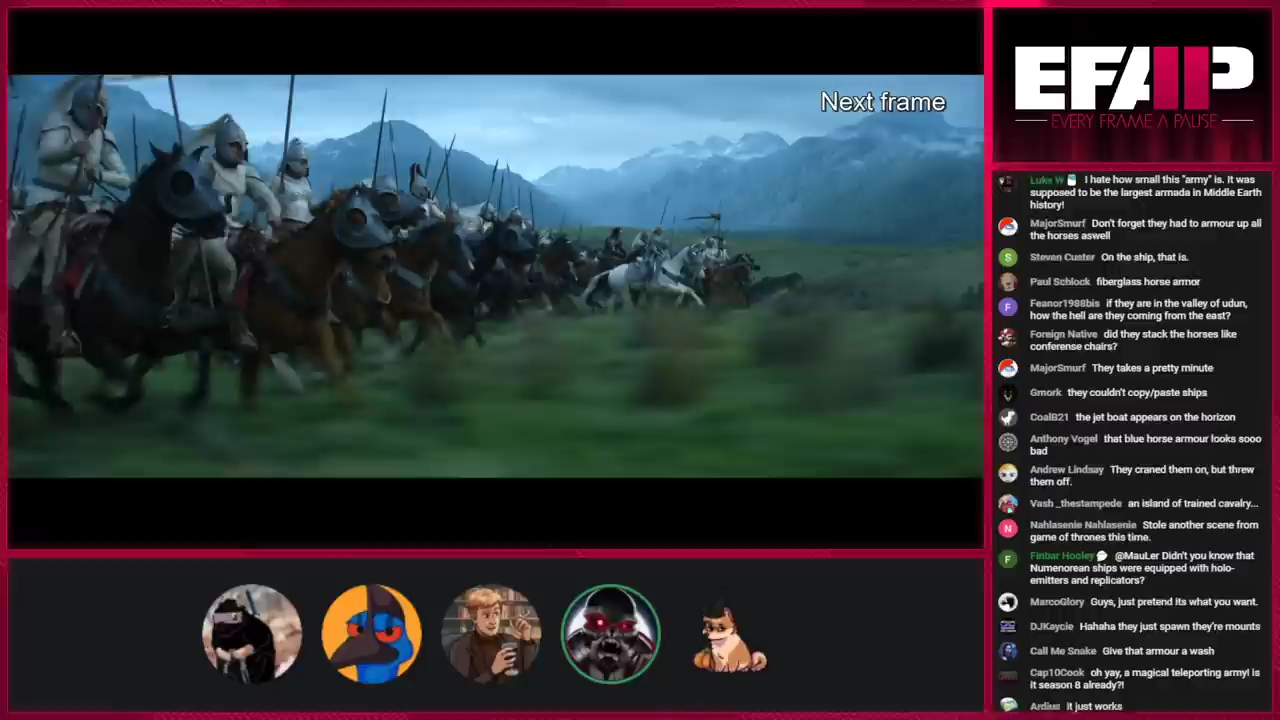 Next frame
EFAP
EVERY FRAME A PAUSE
Luke W I hate how small this "army" is. It was
supposed to be the largest armada in Middle Earth
history!
MajorSmurf Don't forget they had to armour up all
the horses aswell
Steven Custer On the ship, that is.
Paul Schlock fiberglass horse armor
Feanor1988bis if they are in the valley of udun,
how the hell are they coming from the east?
Foreign Native did they stack the horses like
conferense chairs?
MajorSmurf They takes a pretty minute
Gmork they couldn't copy/paste ships
CoalB21 the jet boat appears on the horizon
Anthony Vogel that blue horse armour looks sooo
bad
Andrew Lindsay They craned them on, but threw
them off.
Vash_thestampede an island of trained cavalry...
Nahlasenie Nahlasenie Stole another scene from
game of thrones this time.
Finbar Hooley @MauLer Didn't you know that
Numenorean ships were equipped with holo-
emitters and replicators?
MarcoGlory Guys, just pretend its what you want.
DJKaycie Hahaha they just spawn they're mounts
Call Me Snake Give that armour a wash
Cap10Cook oh yay, a magical teleporting army! is
it season 8 already?!
Ardius it just works